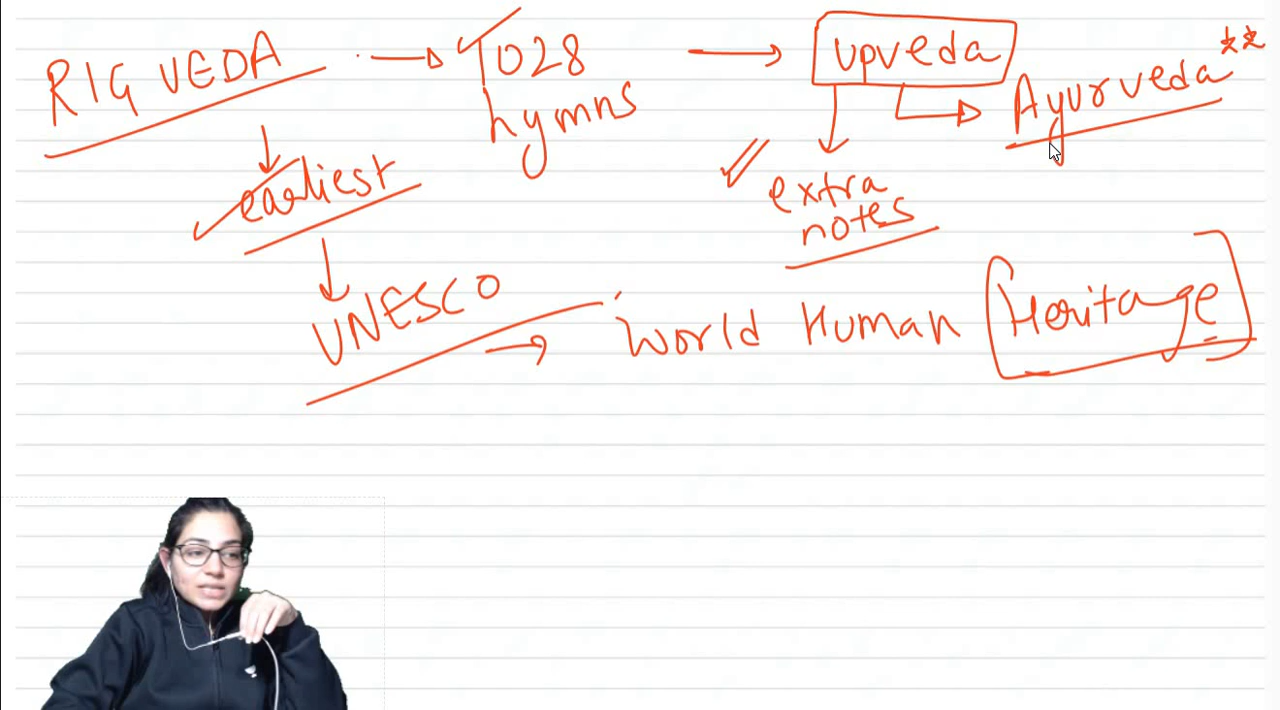 RIG VEDA → 1028 hymns → upveda
Ayurveda **
earliest
extra notes
UNESCO → World Human Heritage